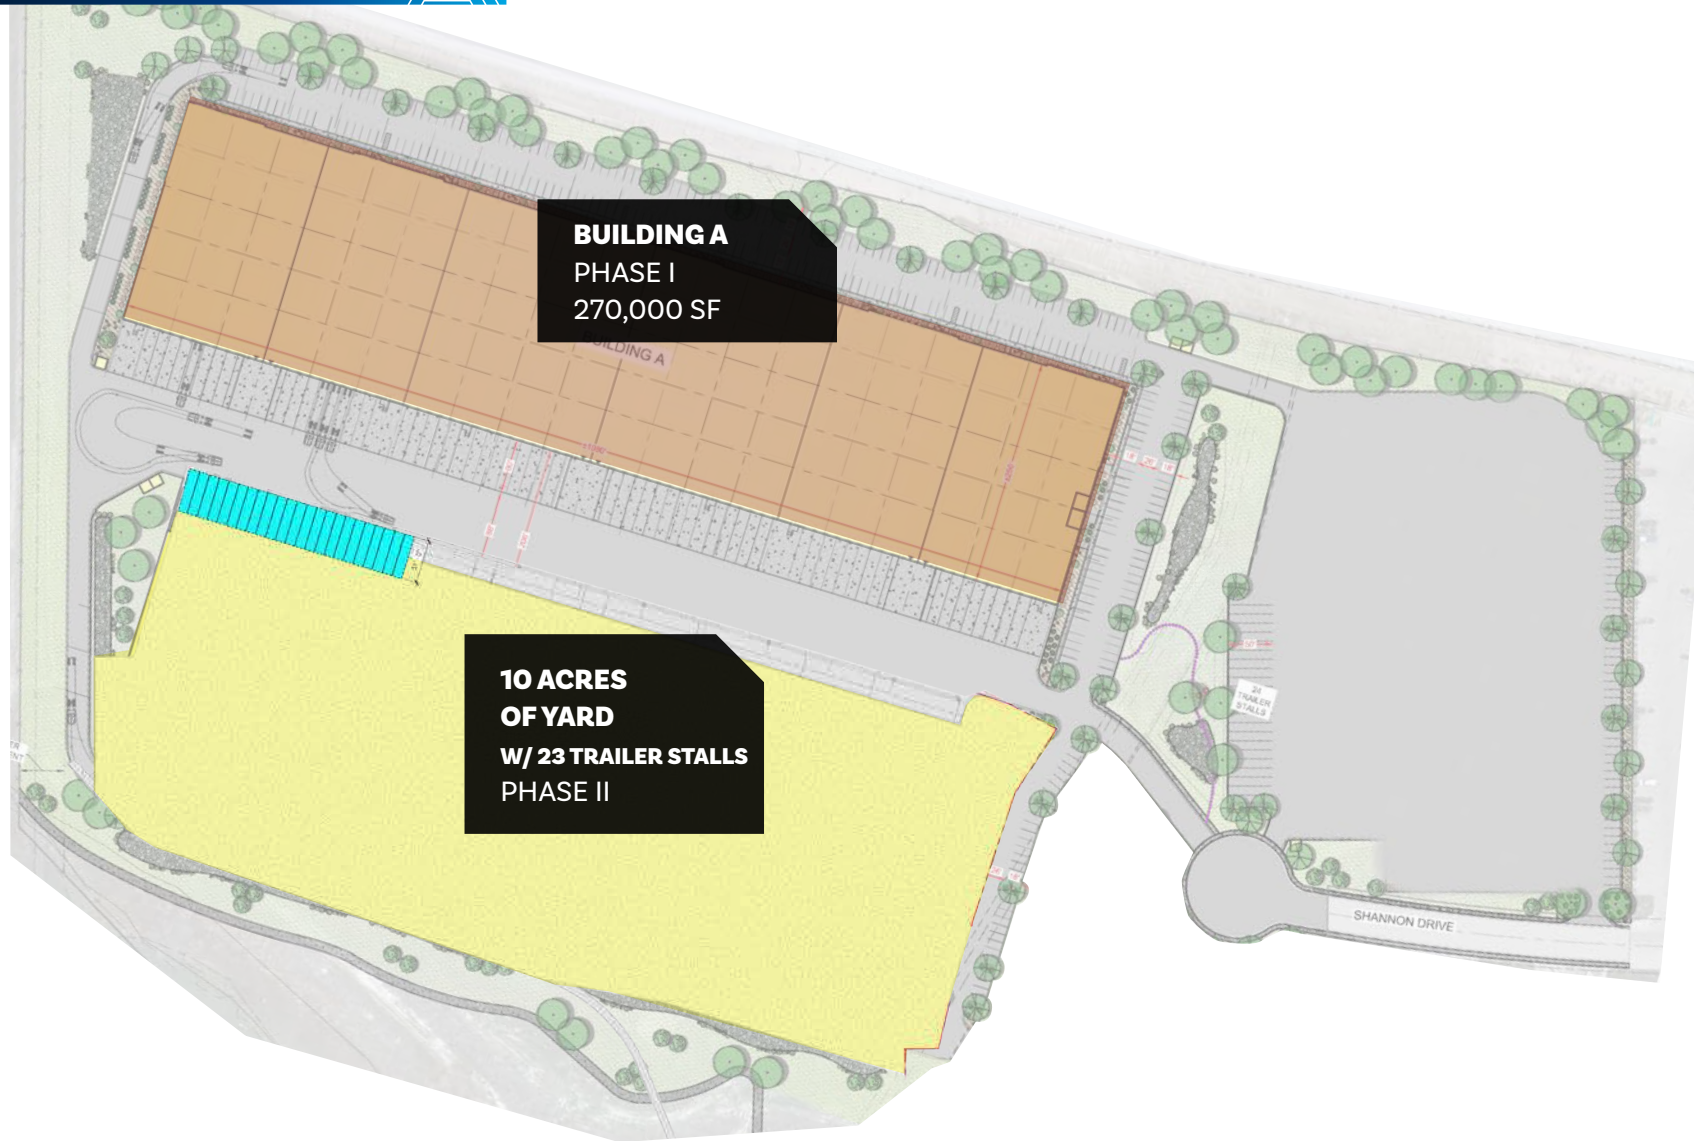 BUILDING A
PHASE I
270,000 SF
BUILDING A
10 ACRES
OF YARD
W/ 23 TRAILER STALLS
PHASE II
24
TRAILER
STALLS
SHANNON DRIVE